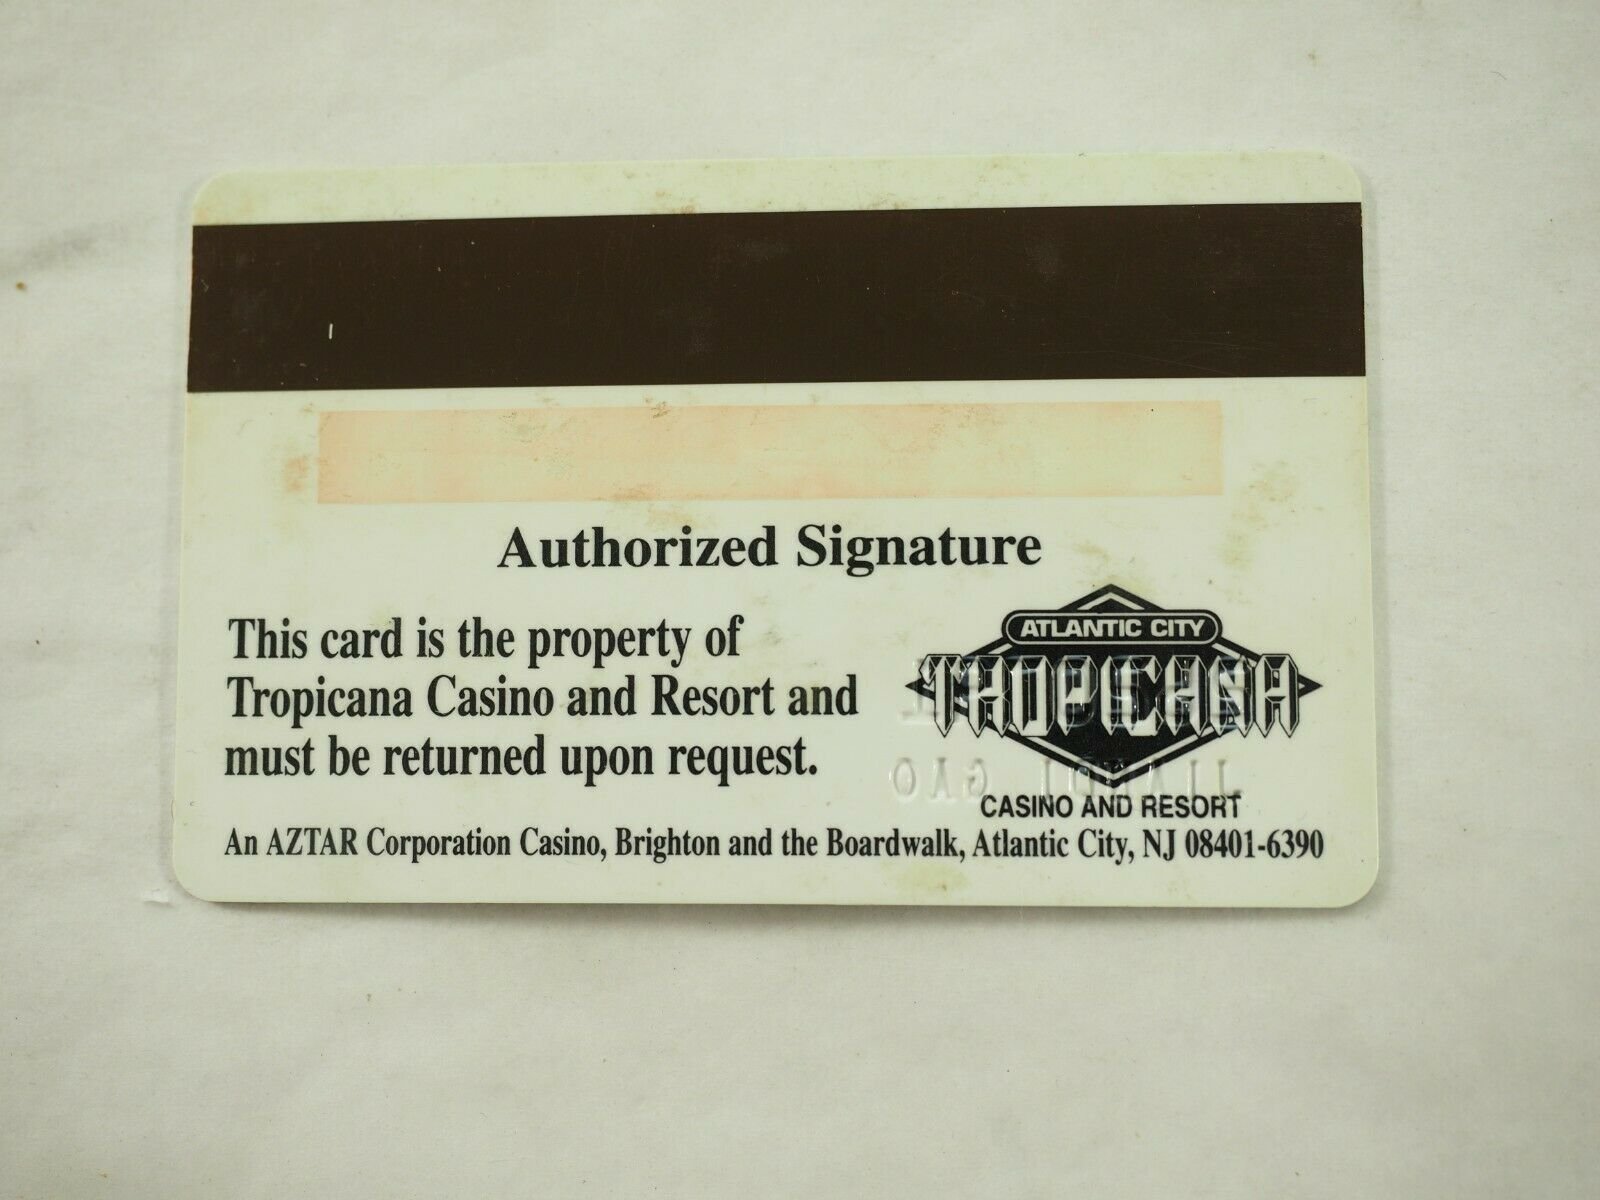 Authorized Signature
This card is the property of
Tropicana Casino and Resort and
must be returned upon request.
ATLANTIC CITY
TROPICANA
CASINO AND RESORT
An AZTAR Corporation Casino, Brighton and the Boardwalk, Atlantic City, NJ 08401-6390
GAO